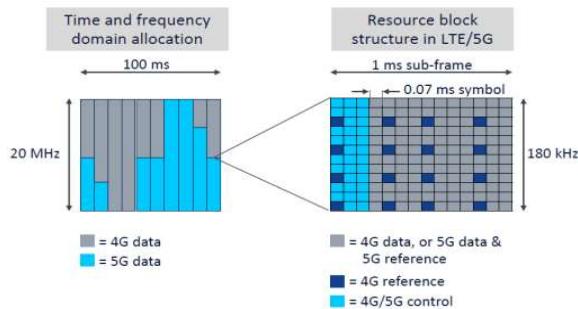 Time and frequency
domain allocation
100 ms
20 MHz
= 4G data
= 5G data
Resource block
structure in LTE/5G
1 ms sub-frame
0.07 ms symbol
180 kHz
= 4G data, or 5G data &
5G reference
= 4G reference
= 4G/5G control